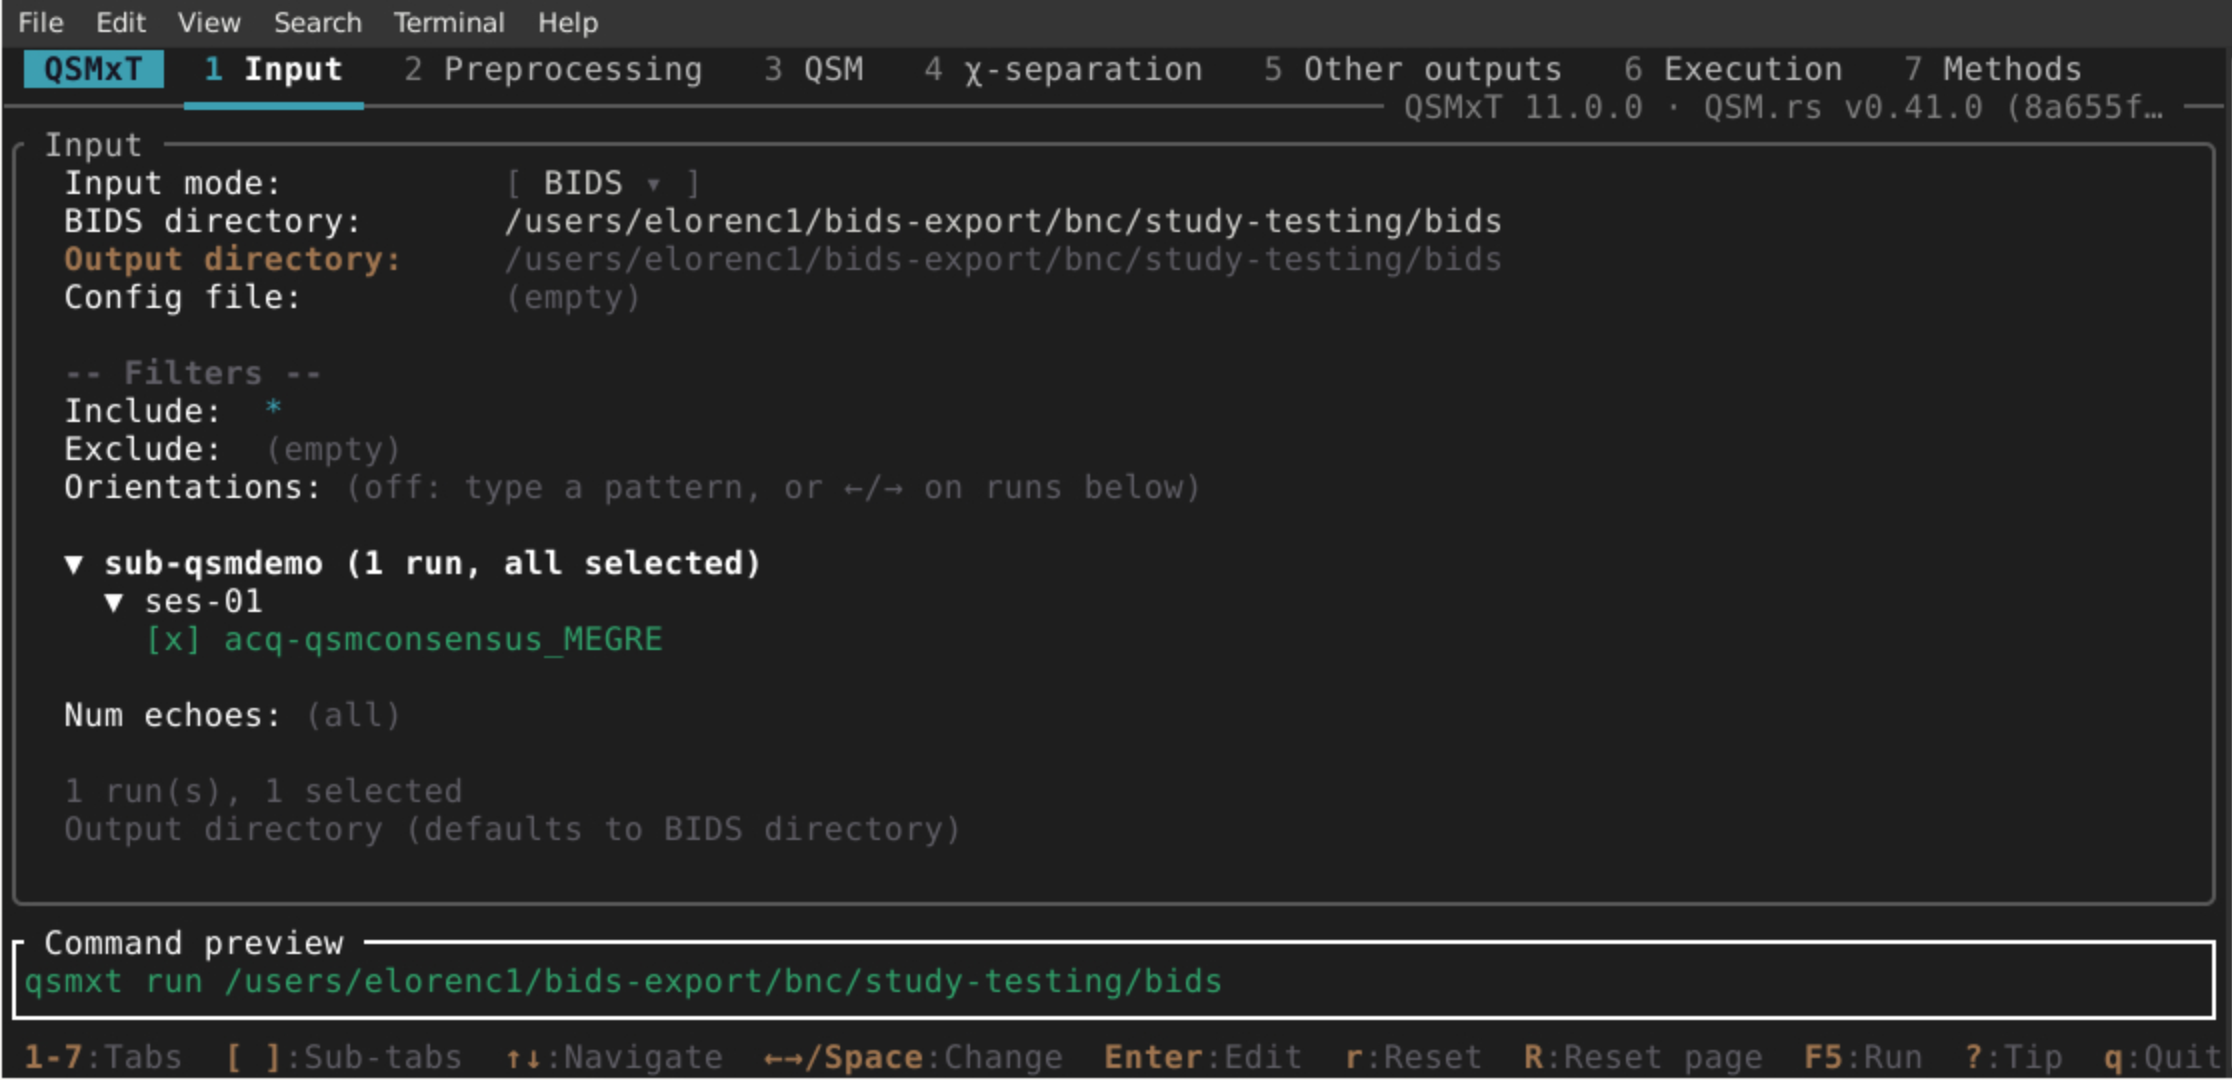 File Edit View Search Terminal Help
QSMxT 1 Input 2 Preprocessing 3 QSM 4 χ-separation 5 Other outputs 6 Execution 7 Methods
QSMxT 11.0.0 · QSM.rs v0.41.0 (8a655f…
Input
Input mode: [ BIDS ▾ ]
BIDS directory: /users/elorenc1/bids-export/bnc/study-testing/bids
Output directory: /users/elorenc1/bids-export/bnc/study-testing/bids
Config file: (empty)
-- Filters --
Include: *
Exclude: (empty)
Orientations: (off: type a pattern, or ←/→ on runs below)
▼ sub-qsmdemo (1 run, all selected)
▼ ses-01
[x] acq-qsmconsensus_MEGRE
Num echoes: (all)
1 run(s), 1 selected
Output directory (defaults to BIDS directory)
Command preview
qsmxt run /users/elorenc1/bids-export/bnc/study-testing/bids
1-7:Tabs [ ]:Sub-tabs ↑↓:Navigate ←→/Space:Change Enter:Edit r:Reset R:Reset page F5:Run ?:Tip q:Quit